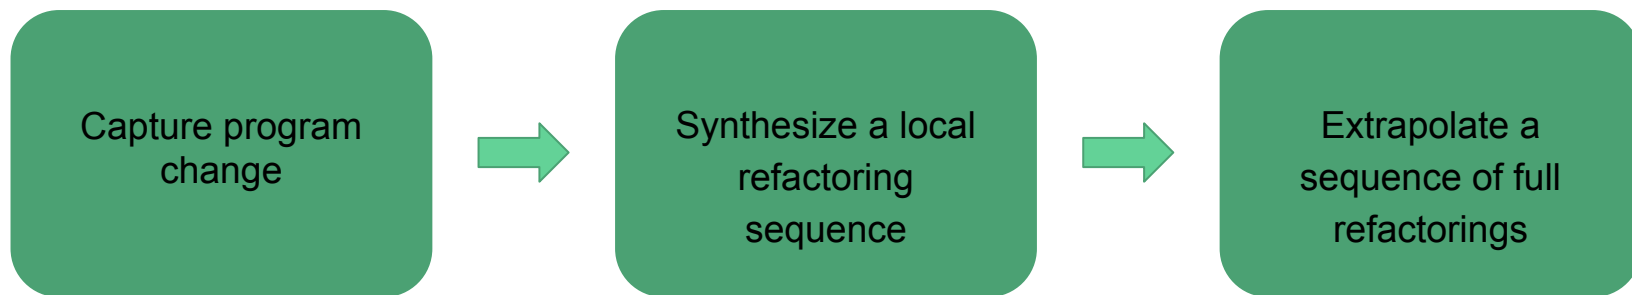 Capture program
change
Synthesize a local
refactoring
sequence
Extrapolate a
sequence of full
refactorings